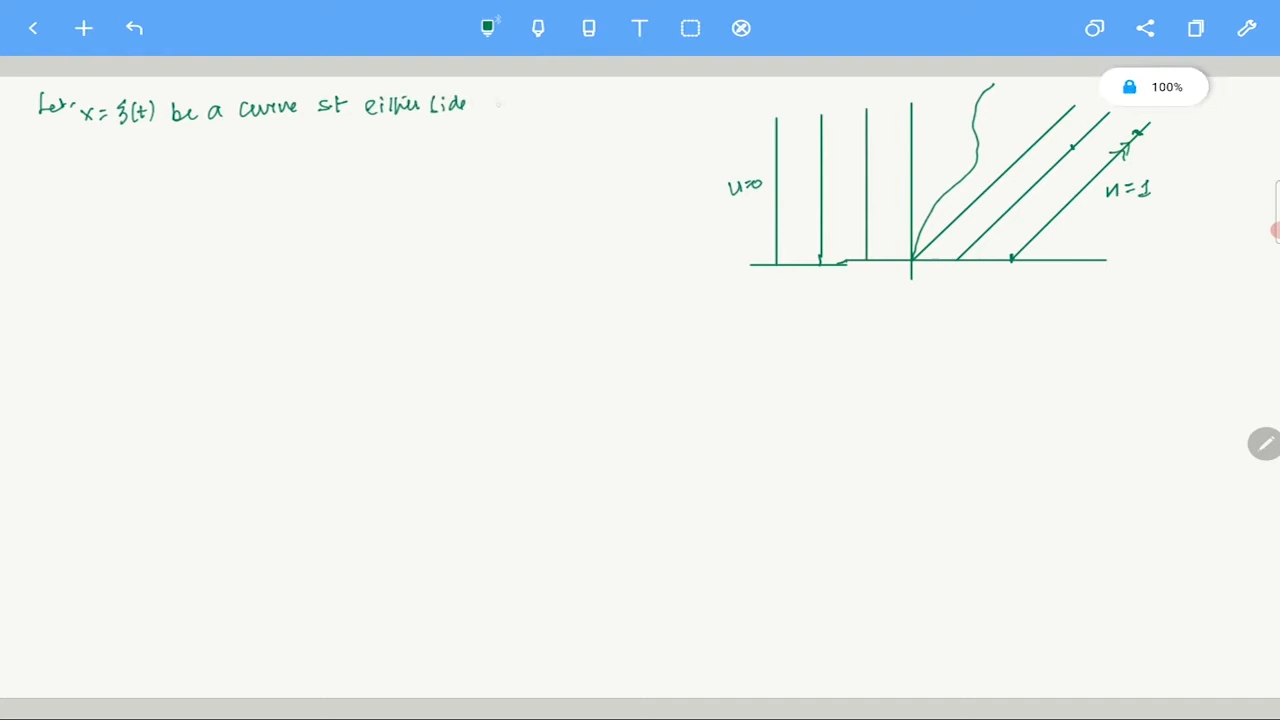 Let x = ξ(t) be a curve st either side
u=0
u=1
100%
T